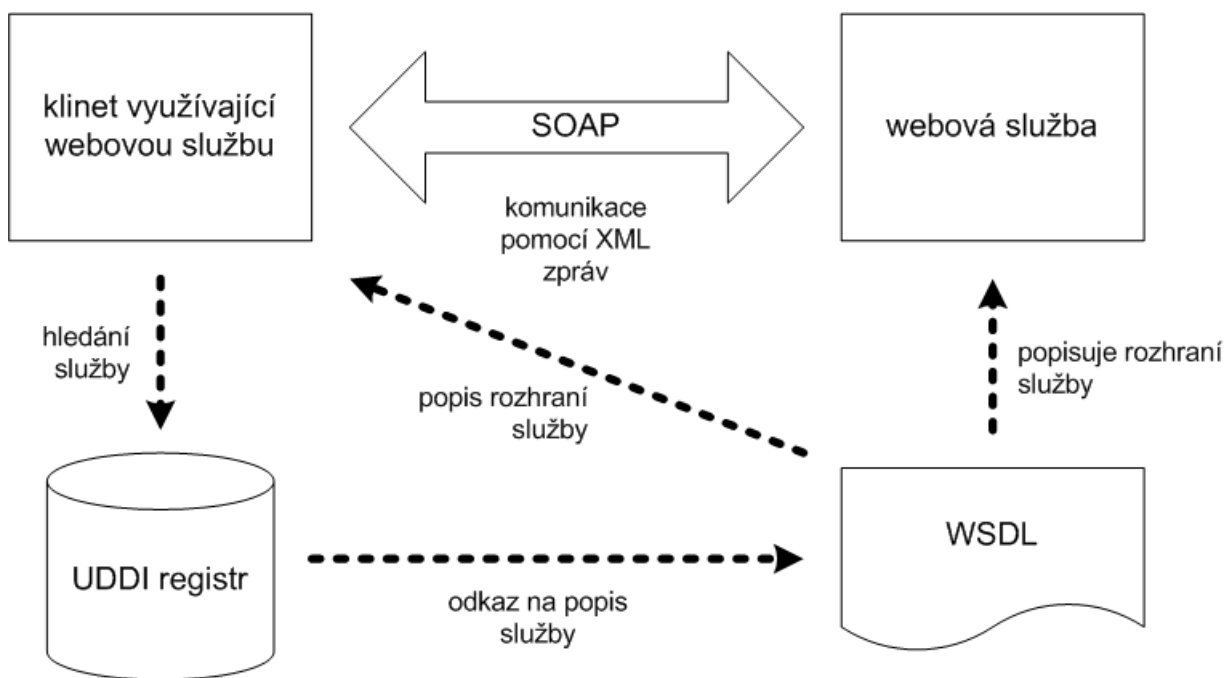 klinet využívající
webovou službu
SOAP
webová služba
komunikace
pomocí XML
zpráv
hledání
služby
popis rozhraní
služby
popisuje rozhraní
služby
UDDI registr
odkaz na popis
služby
WSDL